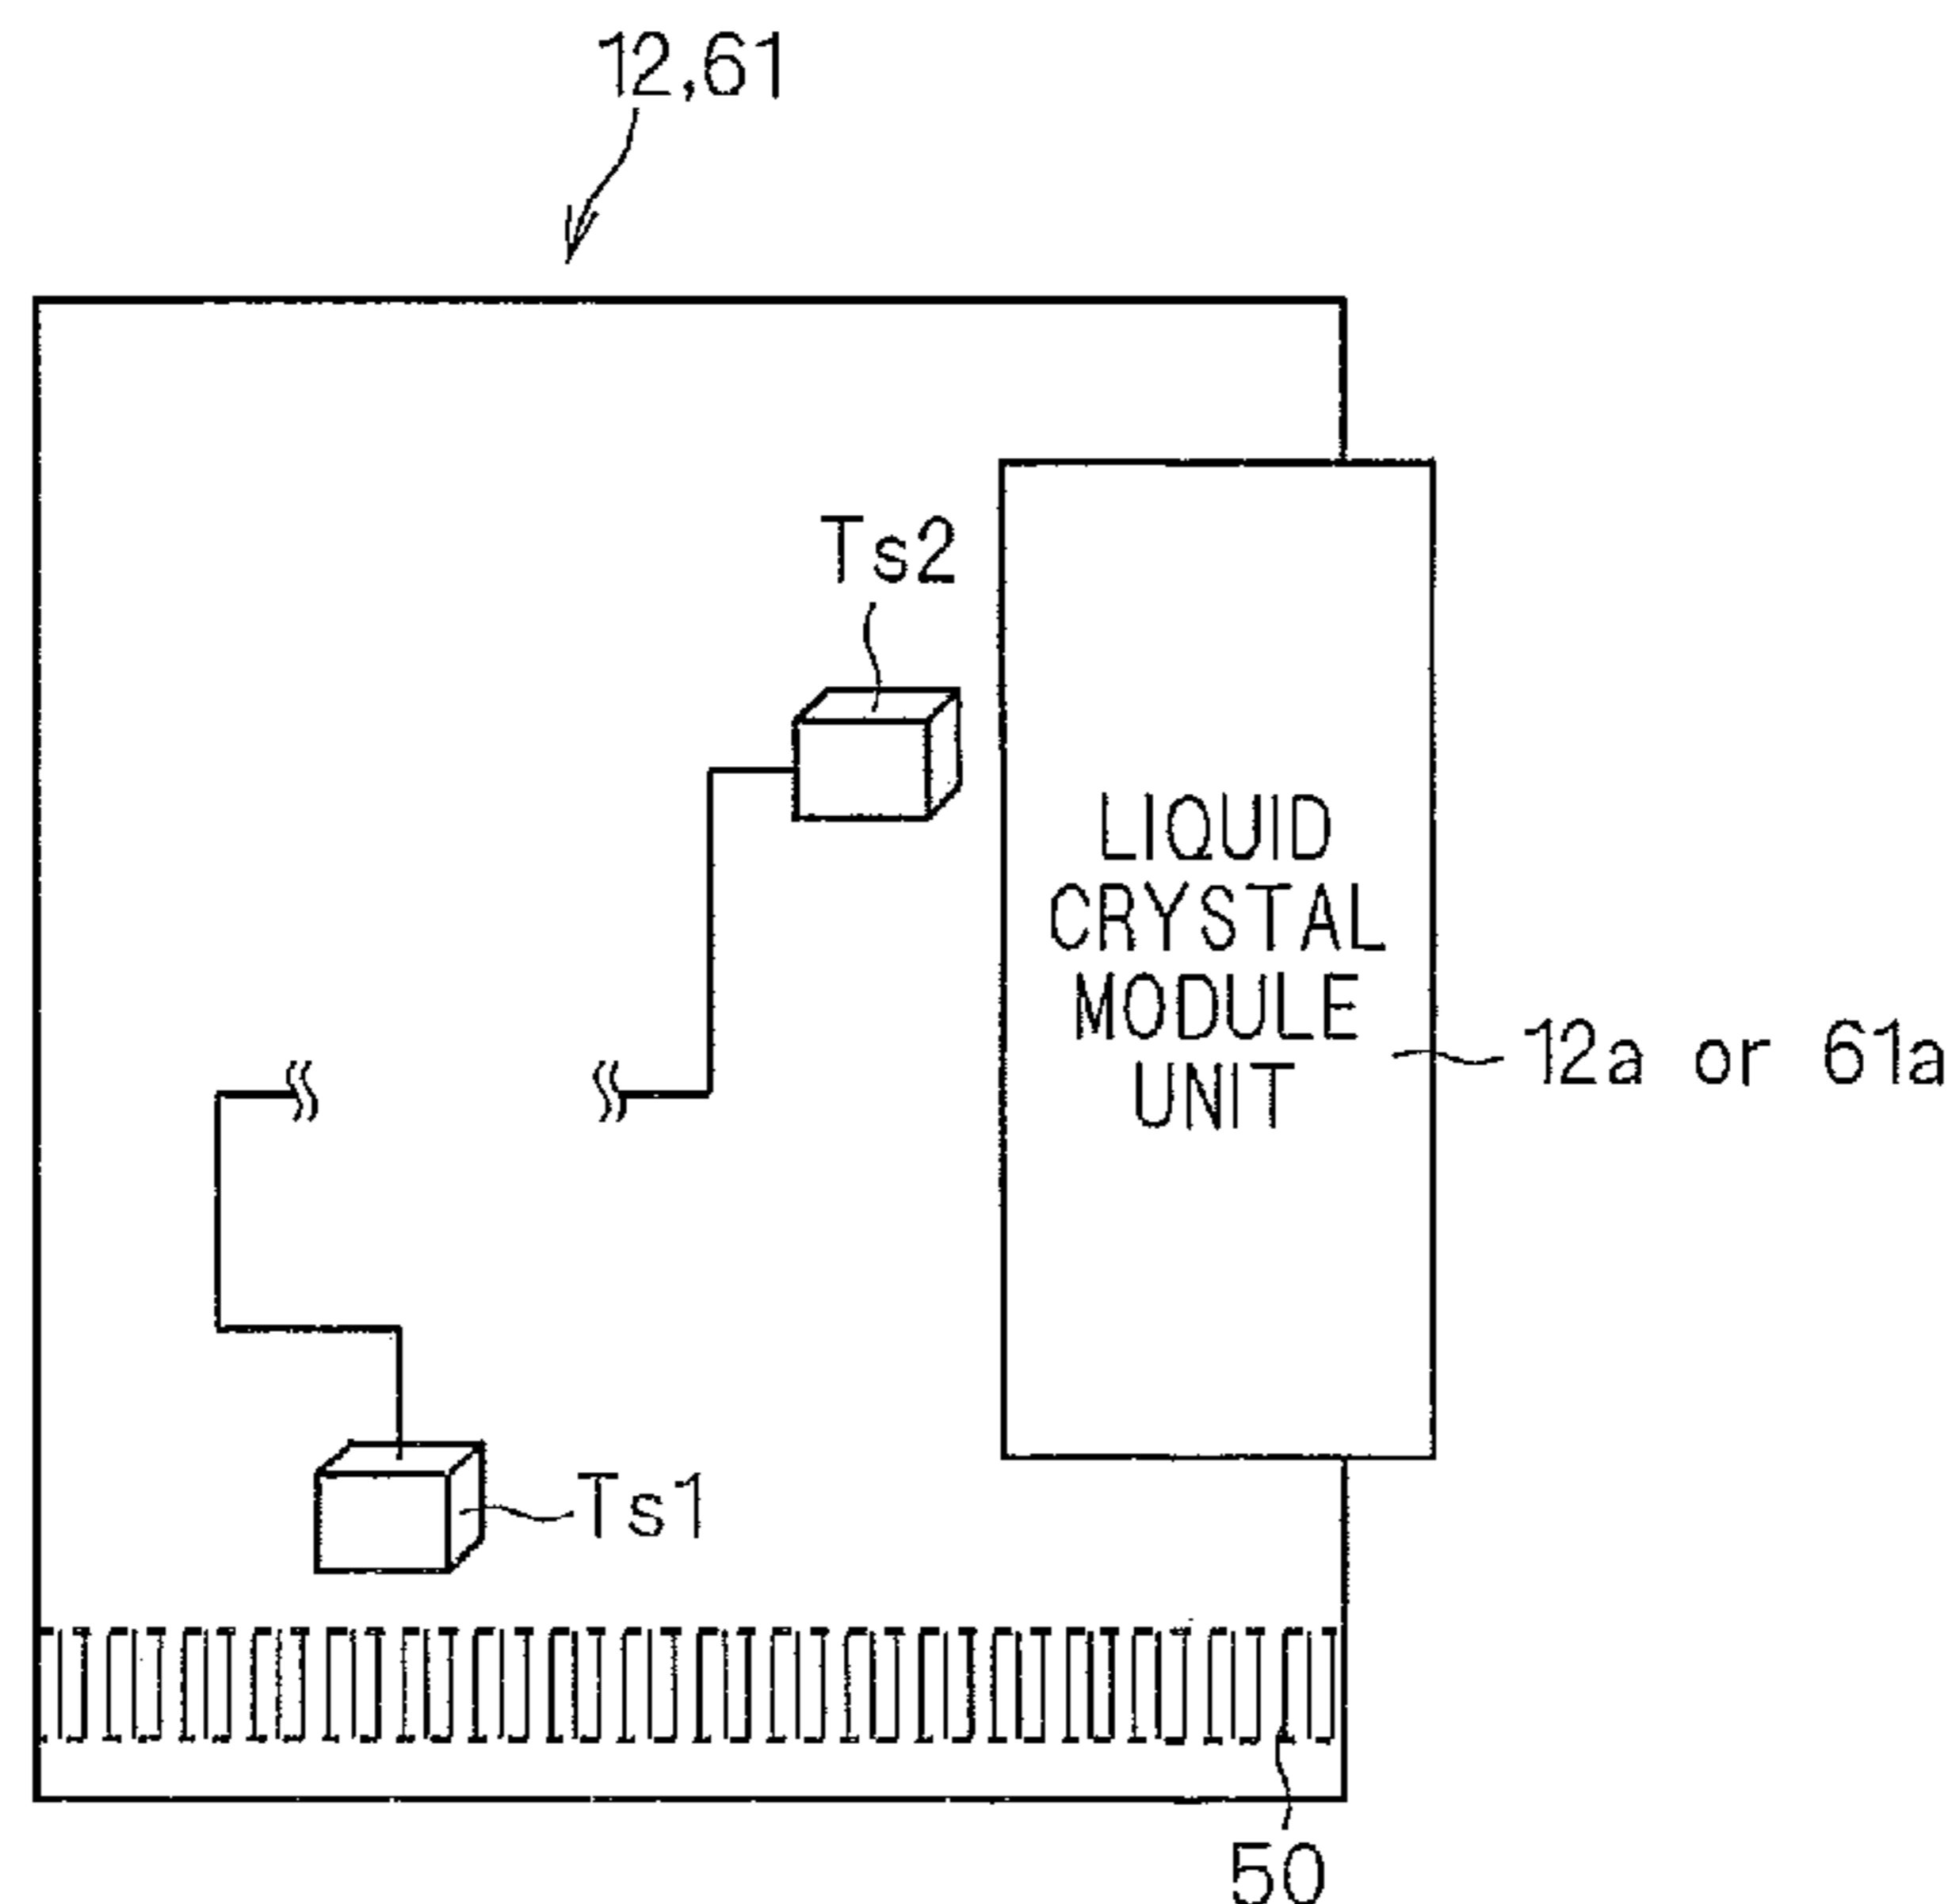 12,61
Ts2
LIQUID
CRYSTAL
MODULE
UNIT
12a or 61a
Ts1
50